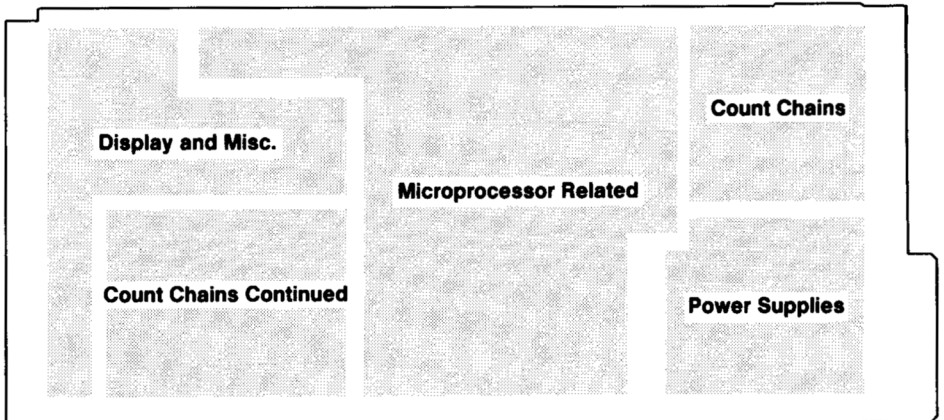 Display and Misc.
Count Chains
Microprocessor Related
Count Chains Continued
Power Supplies